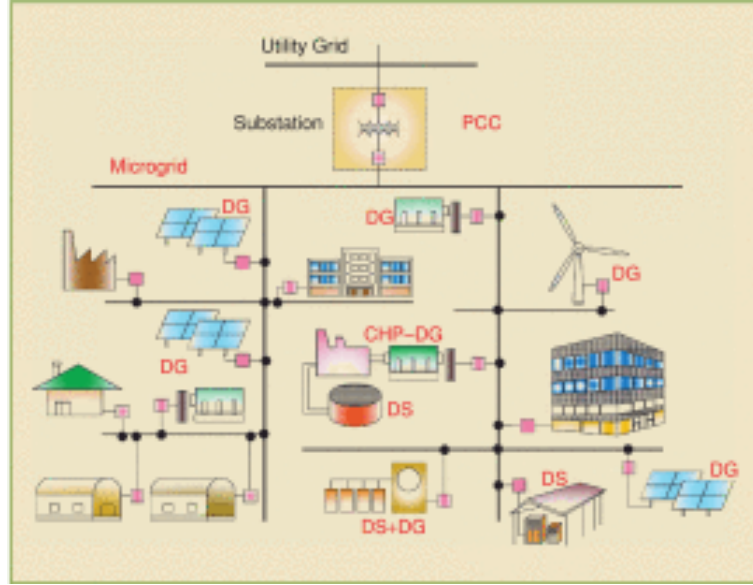 Utility Grid
Substation
PCC
Microgrid
DG
DG
DG
DG
CHP–DG
DS
DS
DG
DS+DG